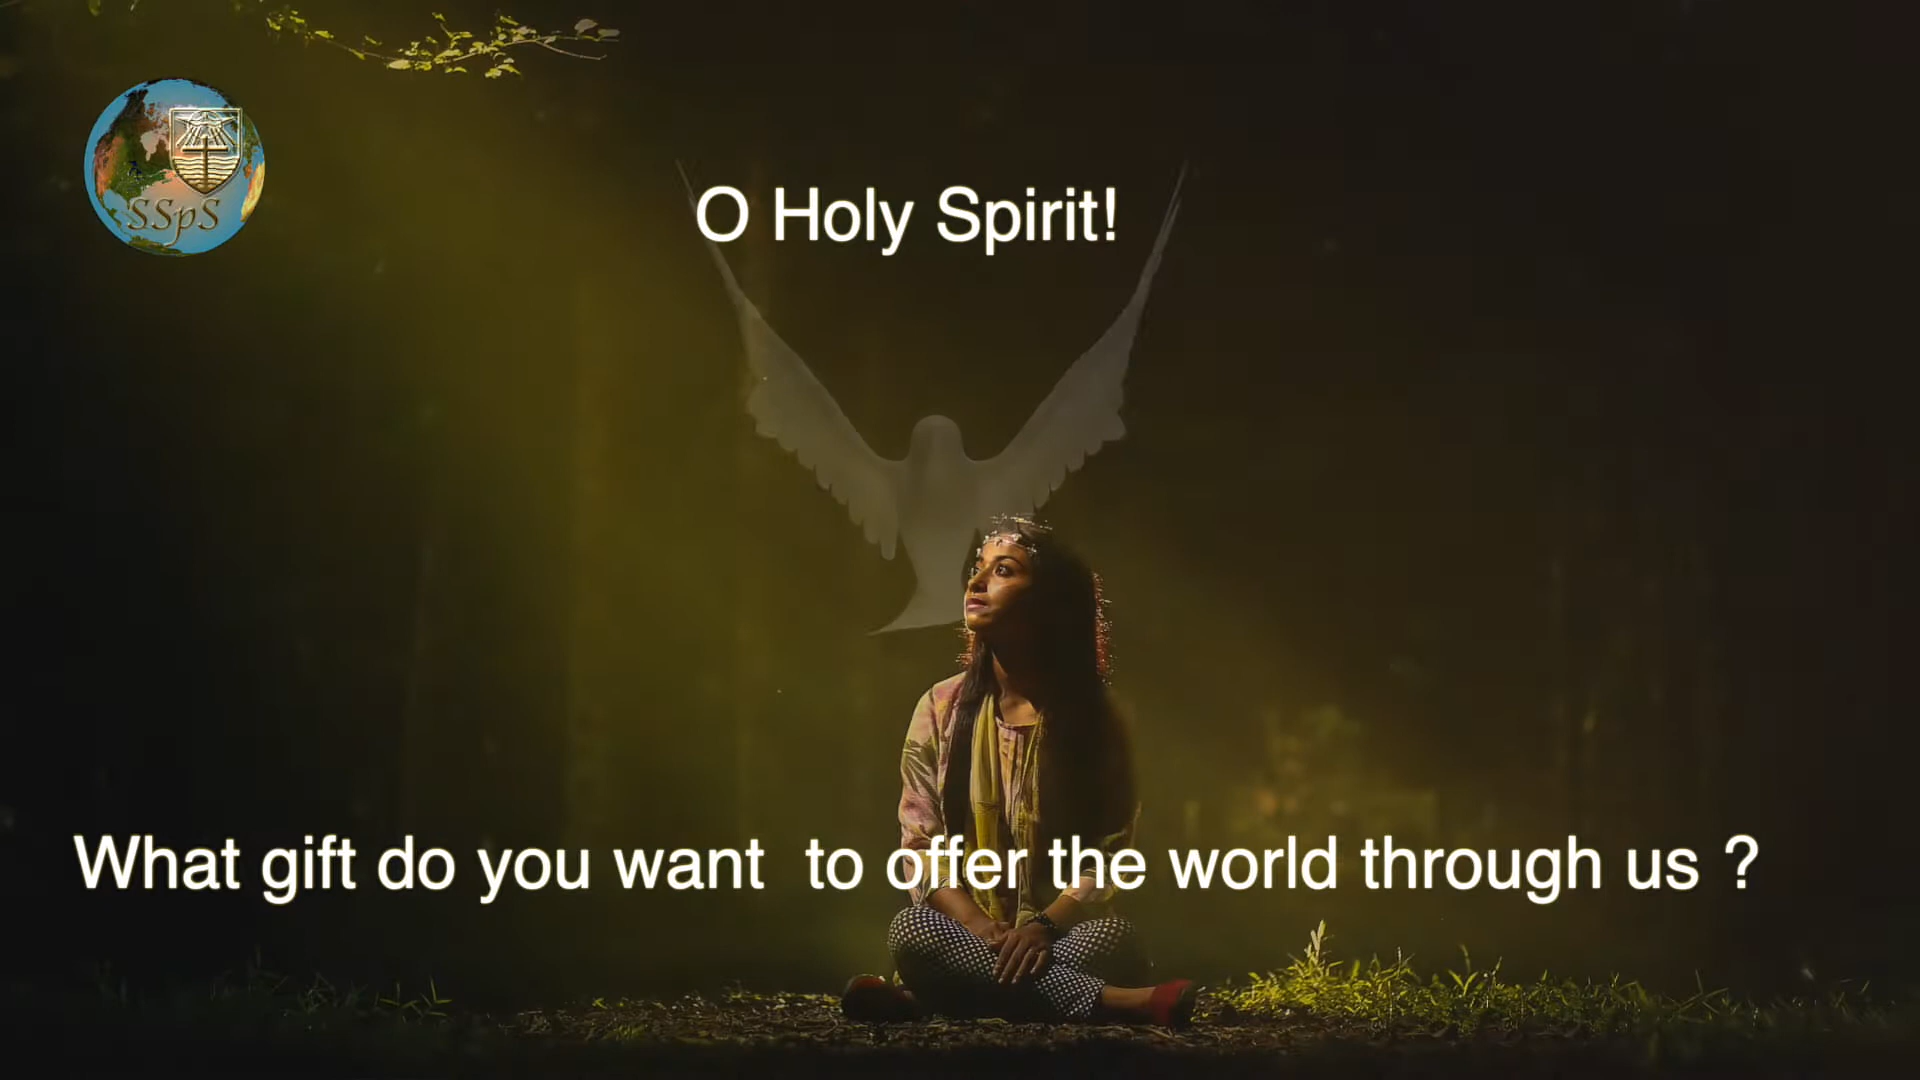 SSpS
O Holy Spirit!
What gift do you want  to offer the world through us ?